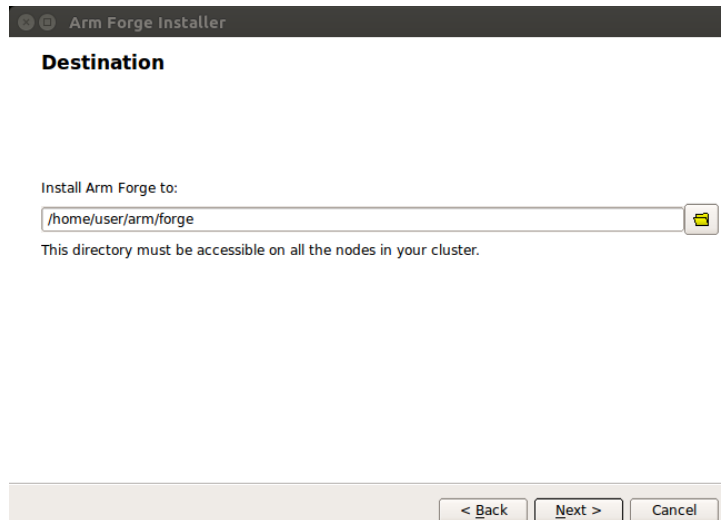 Arm Forge Installer
Destination
Install Arm Forge to:
/home/user/arm/forge
This directory must be accessible on all the nodes in your cluster.
< Back Next > Cancel